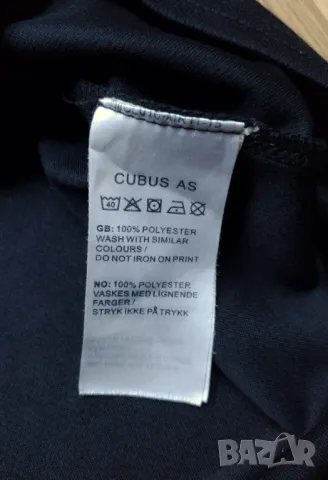 CUBUS AS
40
GB: 100% POLYESTER
WASH WITH SIMILAR
COLOURS /
DO NOT IRON ON PRINT
NO: 100% POLYESTER
VASKES MED LIGNENDE
FARGER /
STRYK IKKE PÅ TRYKK
BAZAR